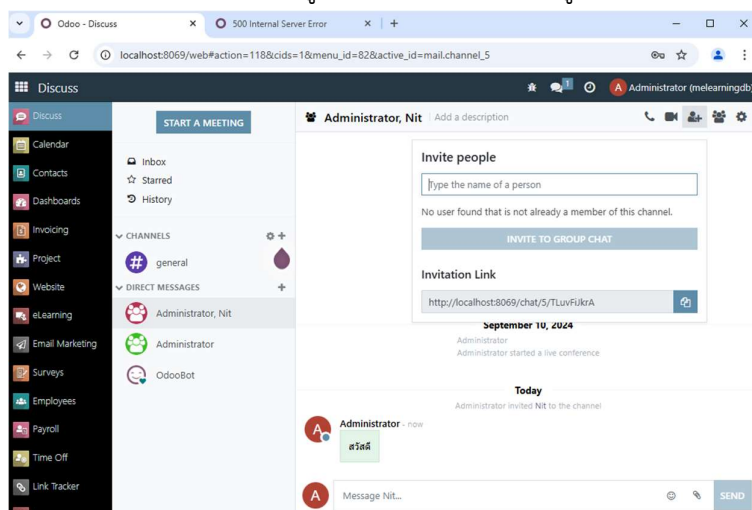 Odoo - Discuss
500 Internal Server Error
localhost:8069/web#action=118&cids=1&menu_id=82&active_id=mail.channel_5
Discuss
1
A Administrator (melearningdb)
Discuss
Calendar
Contacts
Dashboards
Invoicing
Project
Website
eLearning
Email Marketing
Surveys
Employees
Payroll
Time Off
Link Tracker
START A MEETING
Inbox
Starred
History
CHANNELS
general
DIRECT MESSAGES
Administrator, Nit
Administrator
OdooBot
Administrator, Nit Add a description
Invite people
Type the name of a person
No user found that is not already a member of this channel.
INVITE TO GROUP CHAT
Invitation Link
http://localhost:8069/chat/5/TLuvFiJkrA
September 10, 2024
Administrator
Administrator started a live conference
Today
Administrator invited Nit to the channel
A
Administrator - now
สวัสดี
A
Message Nit...
SEND